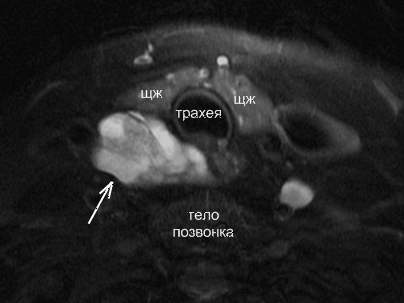 щж
щж
трахея
тело
позвонка